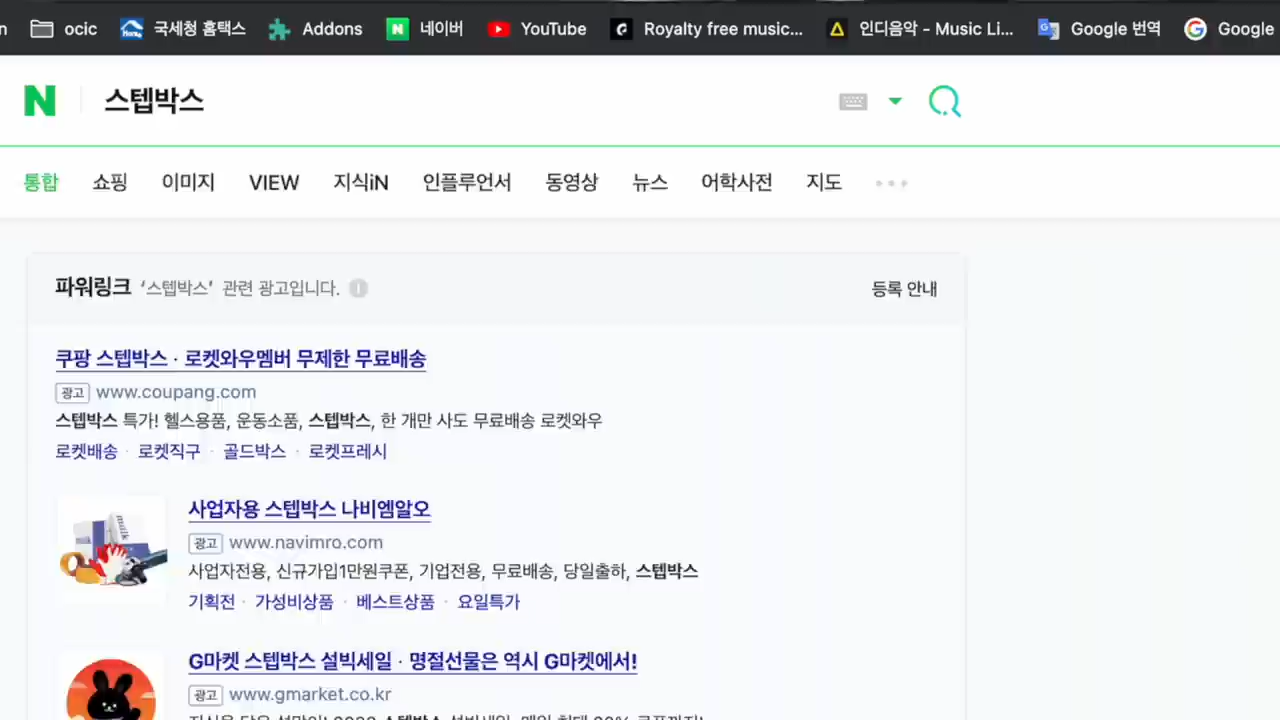 n ocic 국세청 홈택스 Addons 네이버 YouTube Royalty free music... 인디음악 - Music Li... Google 번역 Google
N 스텝박스
통합 쇼핑 이미지 VIEW 지식iN 인플루언서 동영상 뉴스 어학사전 지도
파워링크 '스텝박스' 관련 광고입니다. 등록 안내
쿠팡 스텝박스 · 로켓와우멤버 무제한 무료배송
광고 www.coupang.com
스텝박스 특가! 헬스용품, 운동소품, 스텝박스, 한 개만 사도 무료배송 로켓와우
로켓배송 · 로켓직구 · 골드박스 · 로켓프레시
사업자용 스텝박스 나비엠알오
광고 www.navimro.com
사업자전용, 신규가입1만원쿠폰, 기업전용, 무료배송, 당일출하, 스텝박스
기획전 · 가성비상품 · 베스트상품 · 요일특가
G마켓 스텝박스 설빅세일 · 명절선물은 역시 G마켓에서!
광고 www.gmarket.co.kr